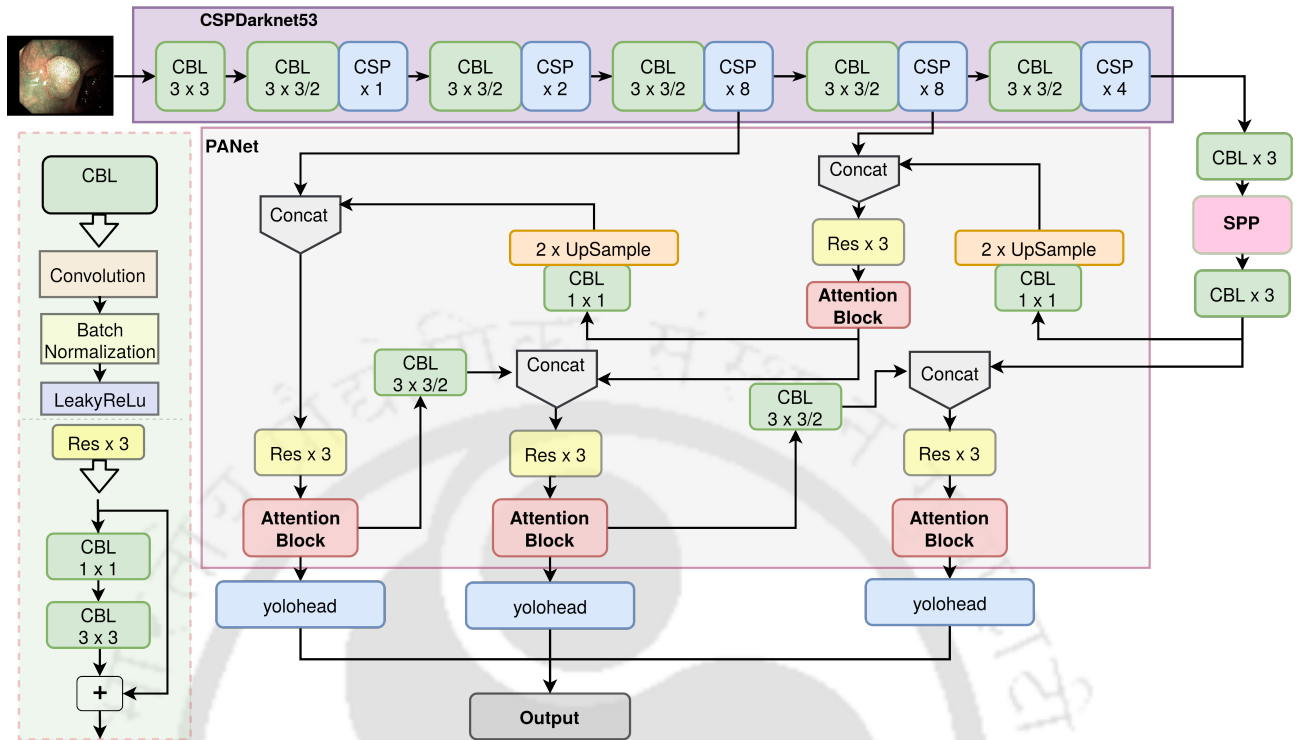 CSPDarknet53
CBL
3 x 3
CBL
3 x 3/2
CSP
x 1
CBL
3 x 3/2
CSP
x 2
CBL
3 x 3/2
CSP
x 8
CBL
3 x 3/2
CSP
x 8
CBL
3 x 3/2
CSP
x 4
PANet
Concat
Concat
CBL x 3
SPP
CBL x 3
2 x UpSample
CBL
1 x 1
Res x 3
Attention
Block
2 x UpSample
CBL
1 x 1
CBL
3 x 3/2
Concat
CBL
3 x 3/2
Concat
Res x 3
Res x 3
Res x 3
Attention
Block
Attention
Block
Attention
Block
yolohead
yolohead
yolohead
Output
CBL
Convolution
Batch
Normalization
LeakyReLu
Res x 3
CBL
1 x 1
CBL
3 x 3
+